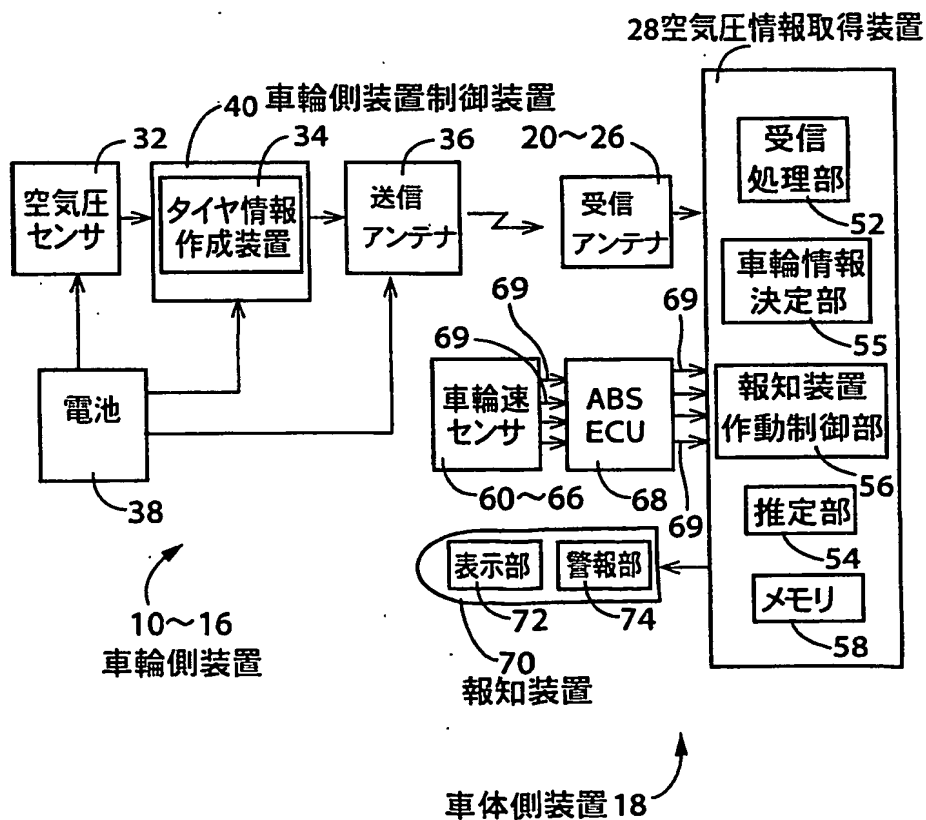 28空気圧情報取得装置
40
車輪側装置制御装置
32
34
36
20～26
空気圧
センサ
タイヤ情報
作成装置
送信
アンテナ
受信
アンテナ
受信
処理部
52
車輪情報
決定部
55
69
69
69
電池
38
車輪速
センサ
60～66
ABS
ECU
68
69
報知装置
作動制御部
56
推定部
54
メモリ
58
表示部
72
警報部
74
70
報知装置
10～16
車輪側装置
車体側装置18